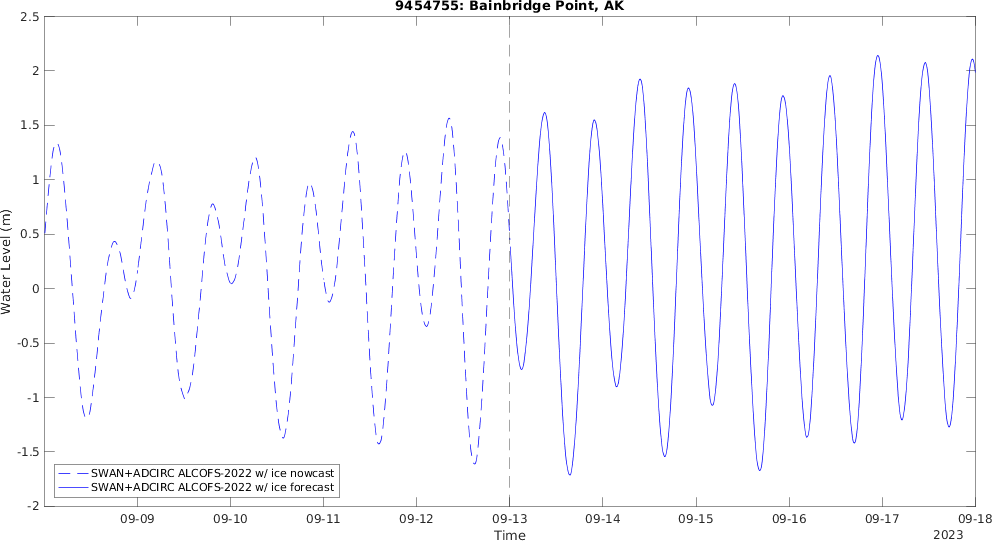 9454755: Bainbridge Point, AK
2.5
2
1.5
1
0.5
0
-0.5
-1
-1.5
-2
Water Level (m)
SWAN+ADCIRC ALCOFS-2022 w/ ice nowcast
SWAN+ADCIRC ALCOFS-2022 w/ ice forecast
09-09 09-10 09-11 09-12 09-13 09-14 09-15 09-16 09-17 09-18
Time
2023